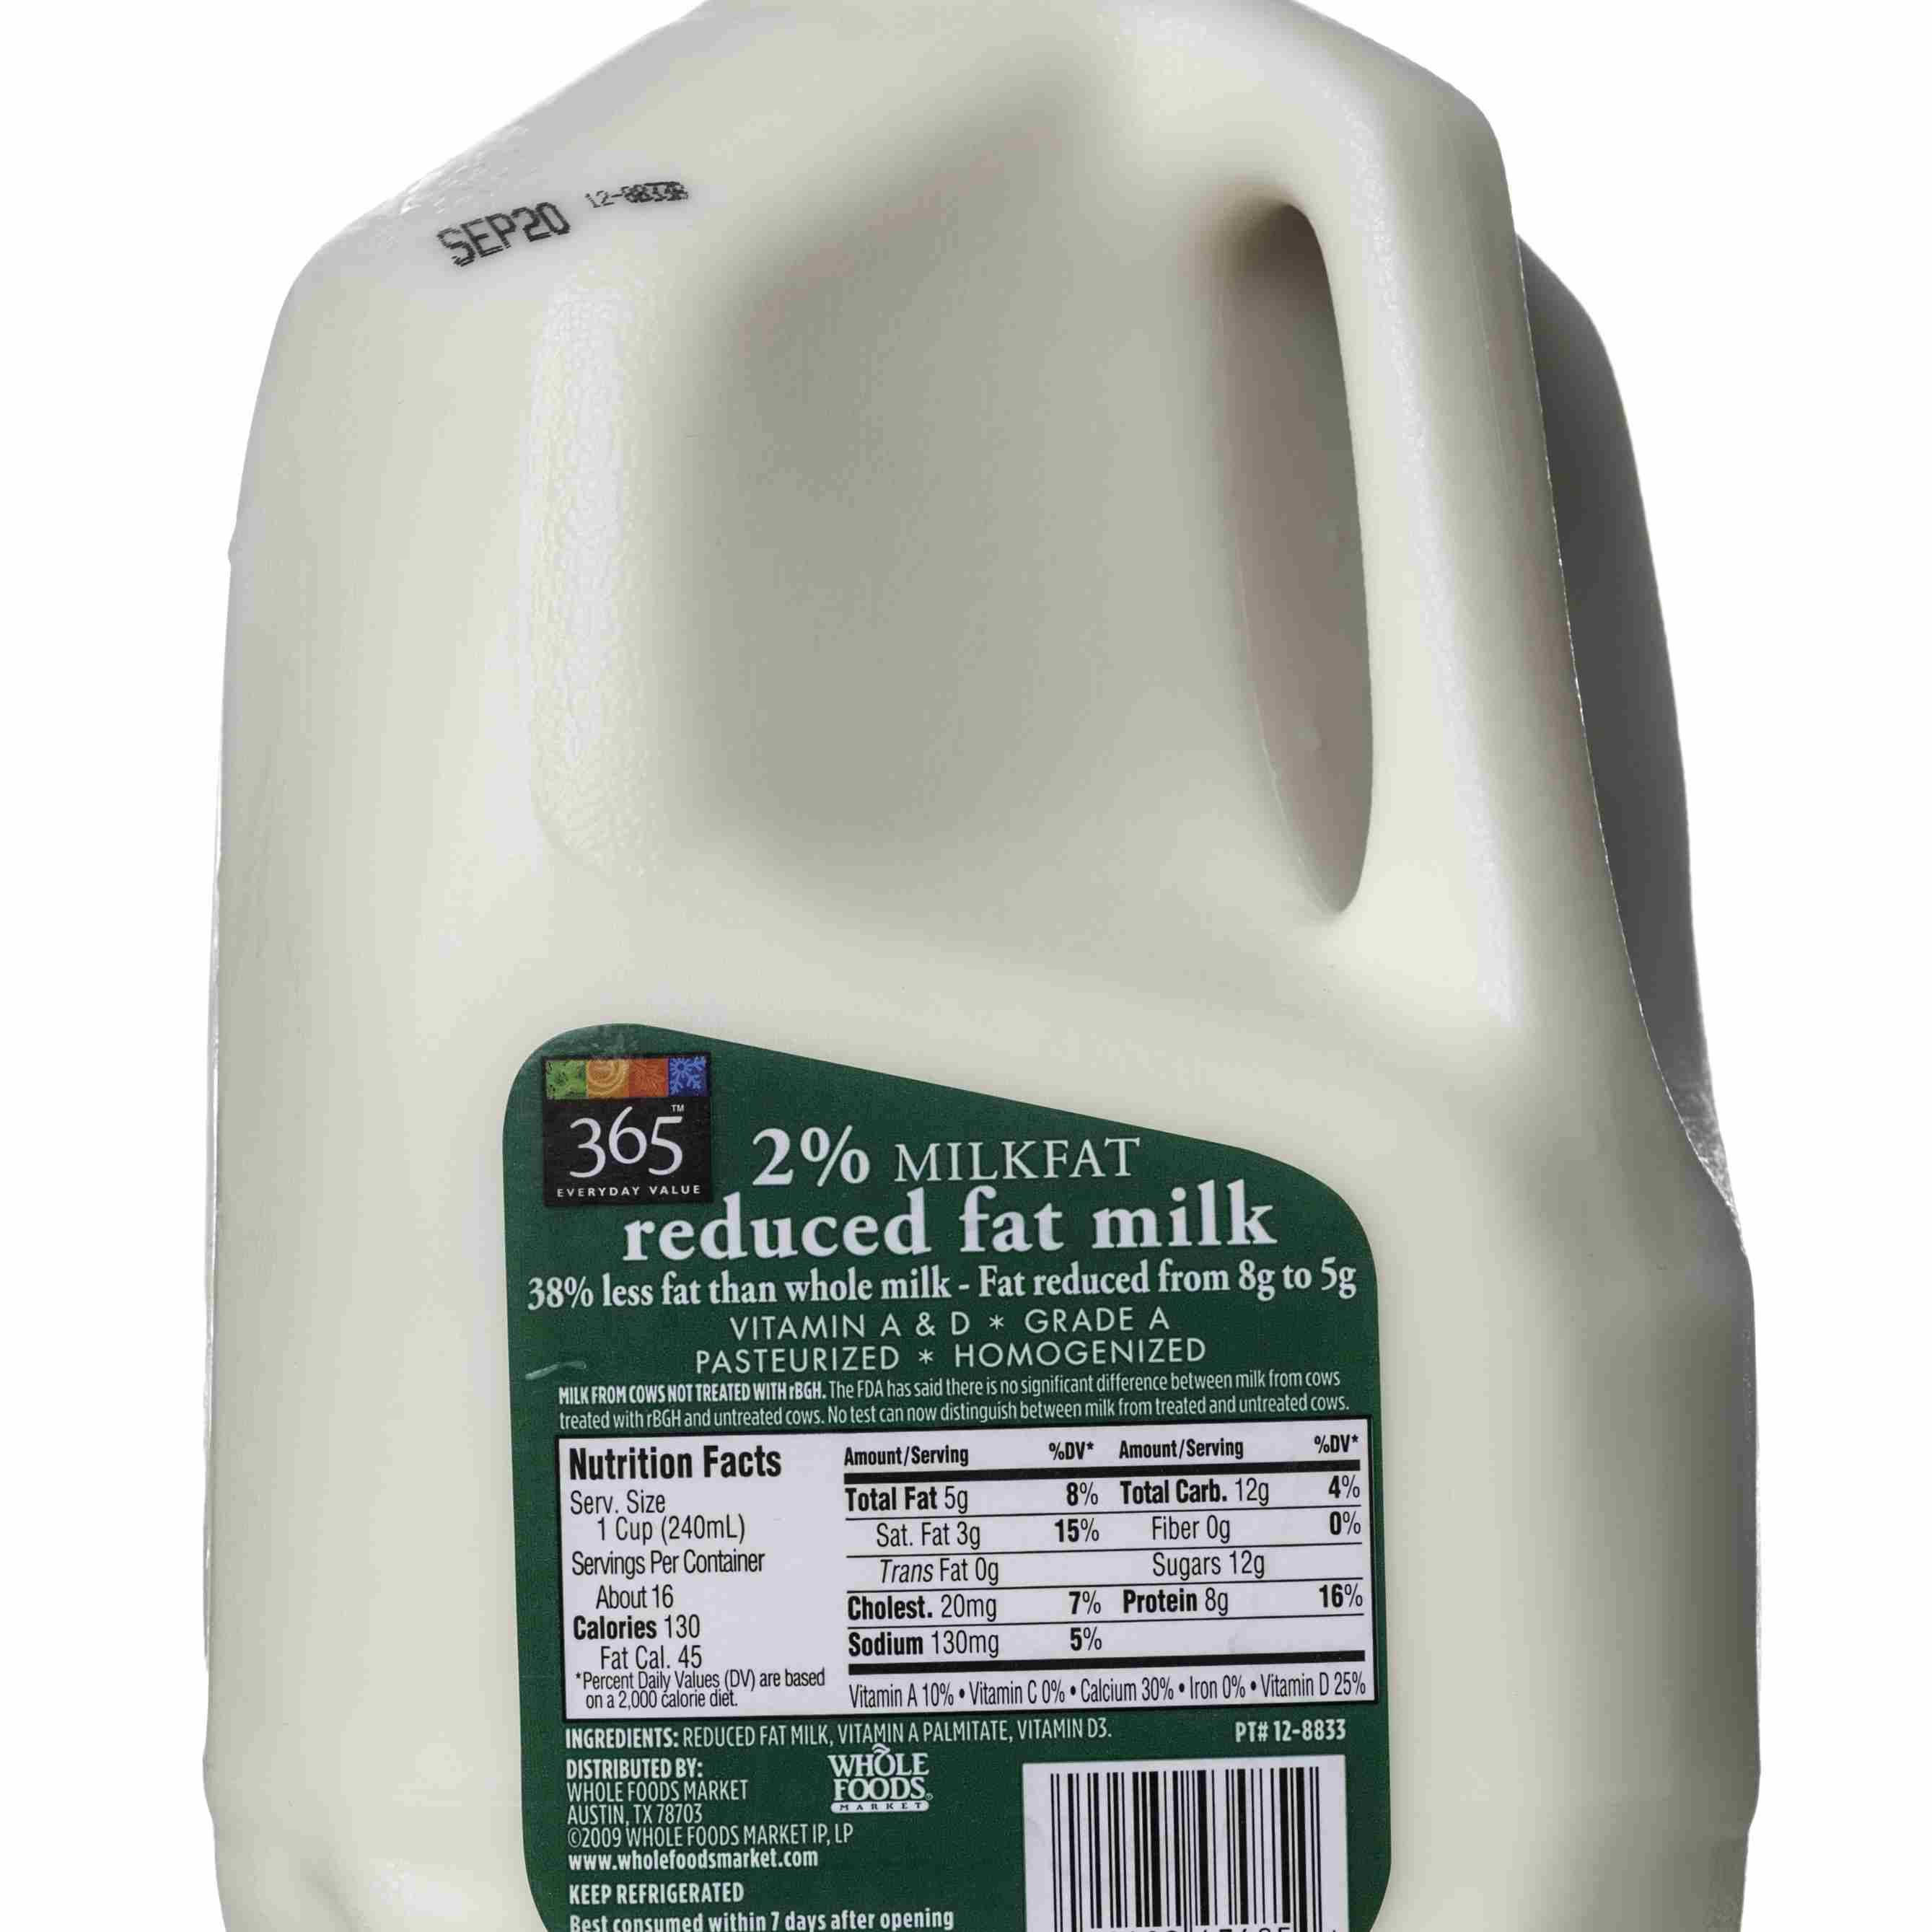 SEP20 12-8833
365™
EVERYDAY VALUE
2% MILKFAT
reduced fat milk
38% less fat than whole milk - Fat reduced from 8g to 5g
VITAMIN A & D * GRADE A
PASTEURIZED * HOMOGENIZED
MILK FROM COWS NOT TREATED WITH rBGH. The FDA has said there is no significant difference between milk from cows
treated with rBGH and untreated cows. No test can now distinguish between milk from treated and untreated cows.
Nutrition Facts
Serv. Size
1 Cup (240mL)
Servings Per Container
About 16
Calories 130
Fat Cal. 45
*Percent Daily Values (DV) are based
on a 2,000 calorie diet.
Amount/Serving %DV* Amount/Serving %DV*
Total Fat 5g 8% Total Carb. 12g 4%
Sat. Fat 3g 15% Fiber 0g 0%
Trans Fat 0g Sugars 12g
Cholest. 20mg 7% Protein 8g 16%
Sodium 130mg 5%
Vitamin A 10% • Vitamin C 0% • Calcium 30% • Iron 0% • Vitamin D 25%
INGREDIENTS: REDUCED FAT MILK, VITAMIN A PALMITATE, VITAMIN D3. PT# 12-8833
DISTRIBUTED BY:
WHOLE FOODS MARKET
AUSTIN, TX 78703
©2009 WHOLE FOODS MARKET IP, LP
www.wholefoodsmarket.com
WHOLE
FOODS®
MARKET
KEEP REFRIGERATED
Best consumed within 7 days after opening